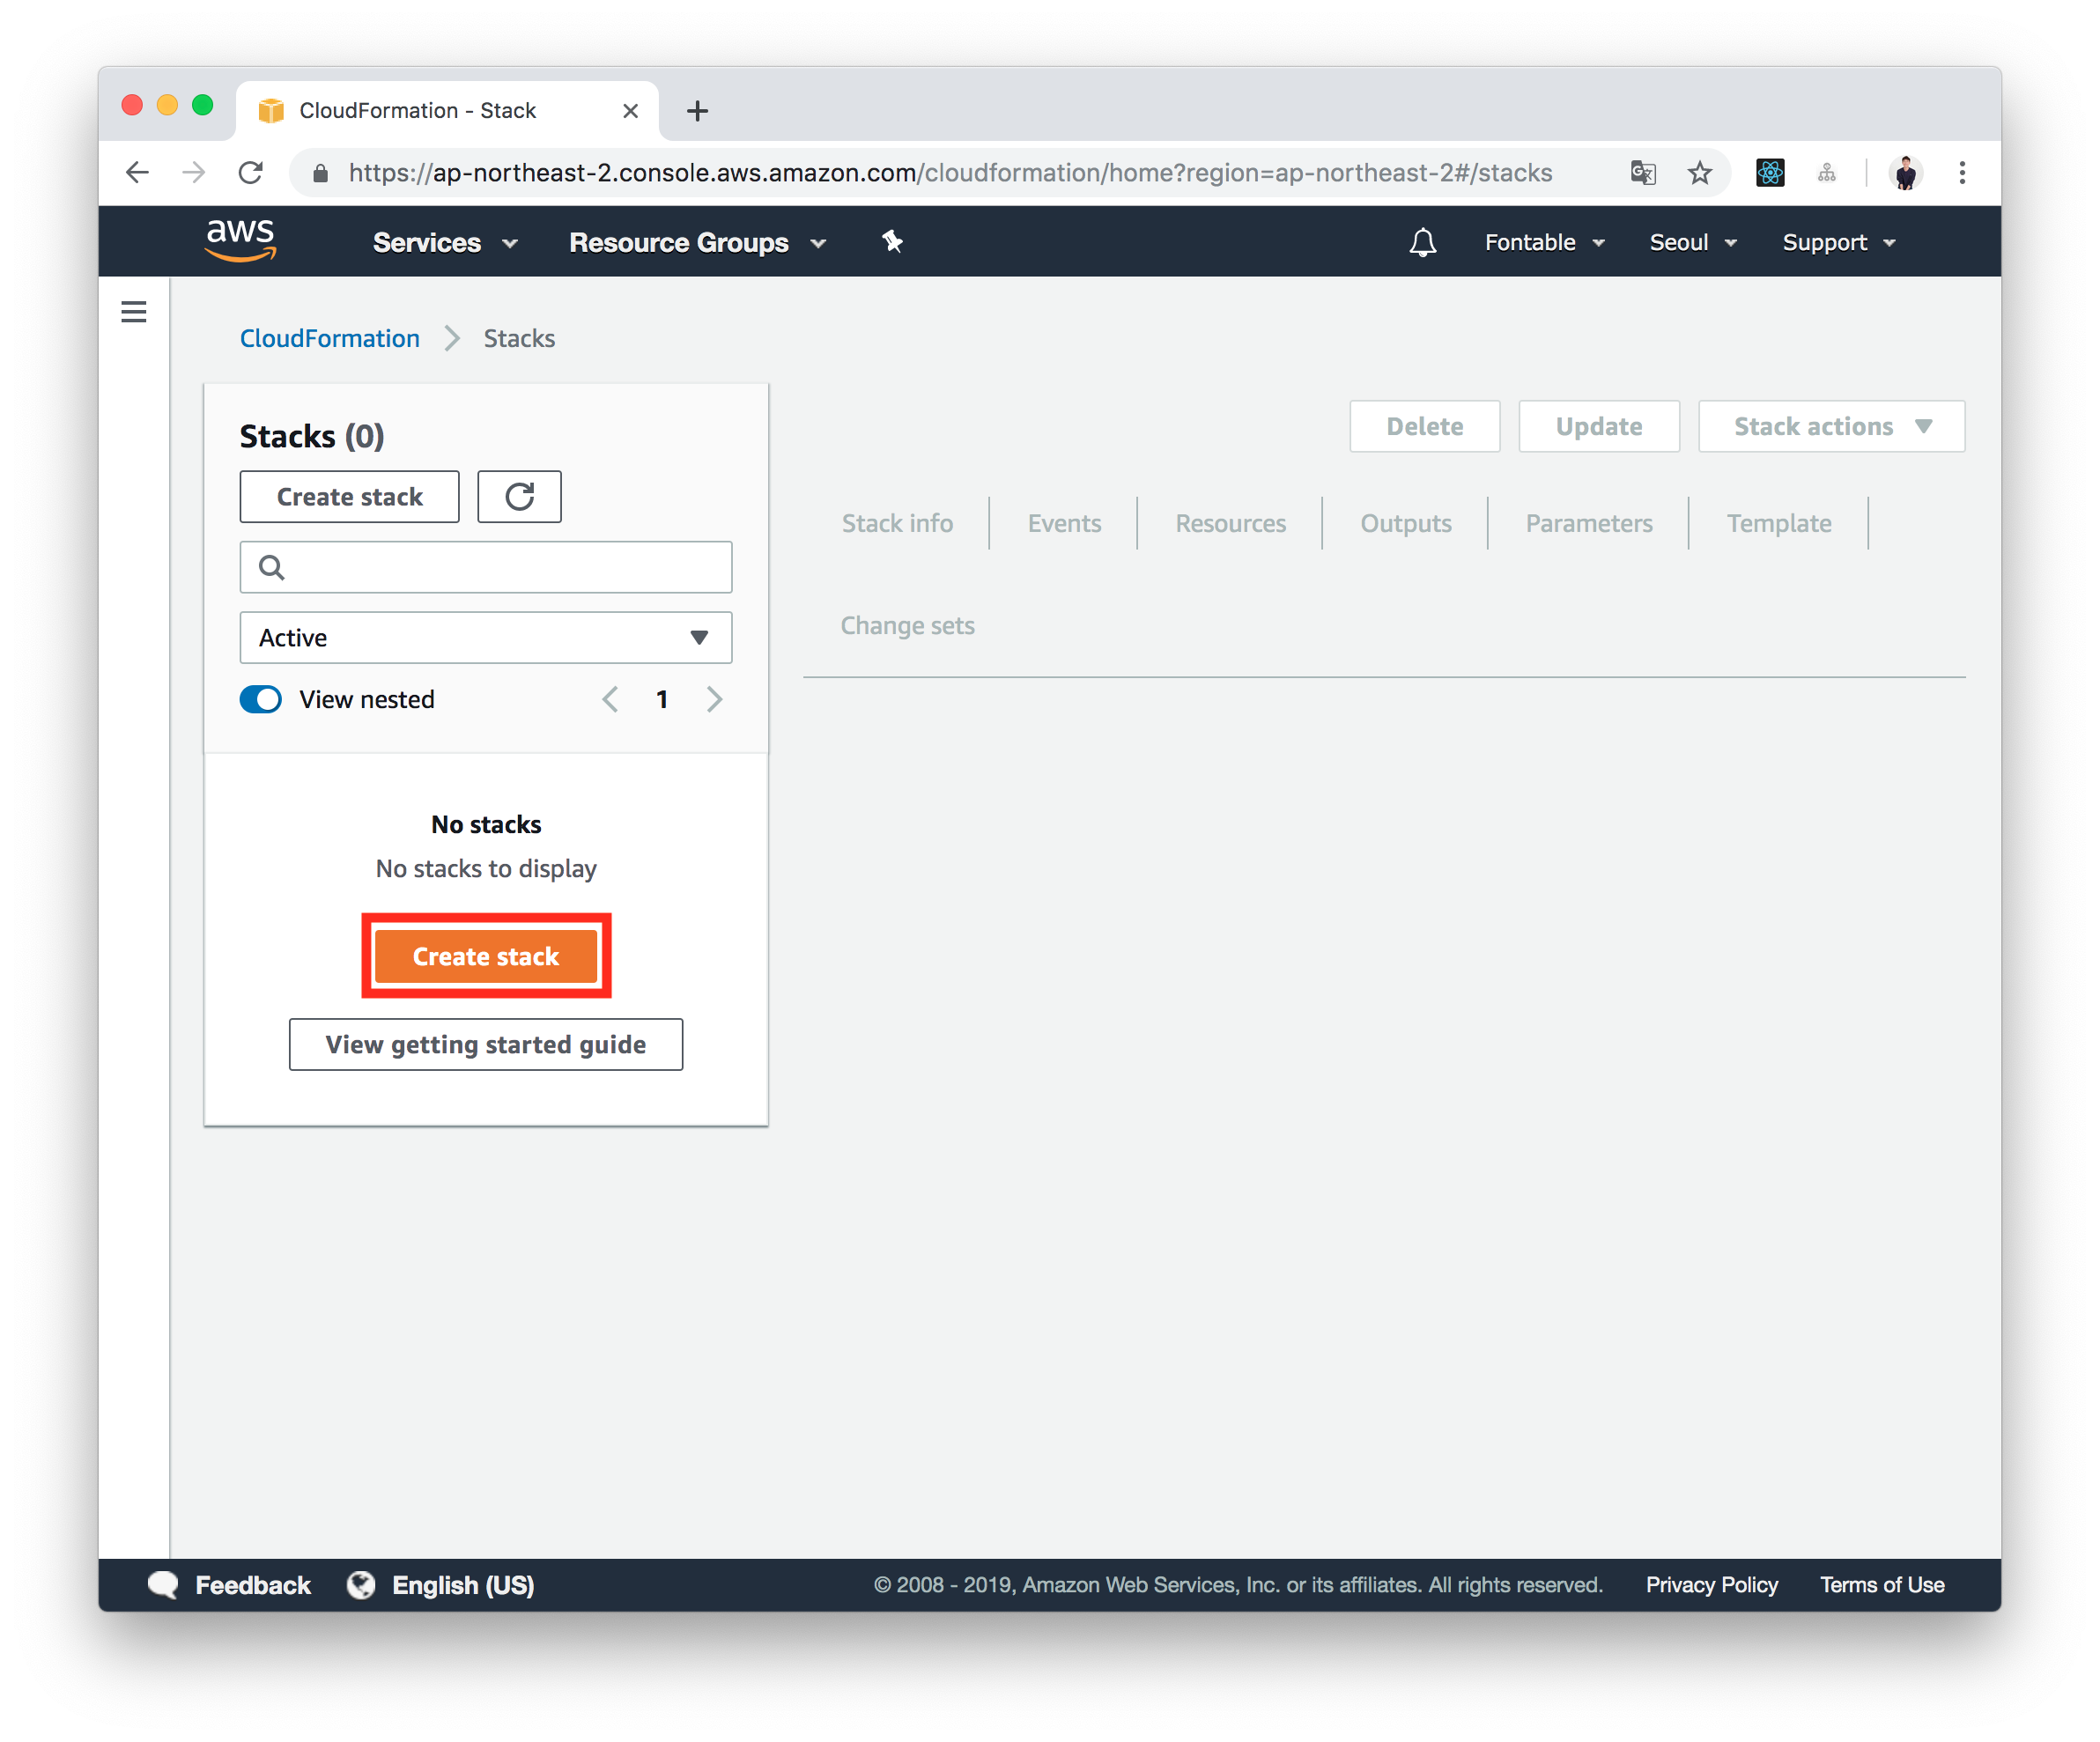 CloudFormation - Stack
https://ap-northeast-2.console.aws.amazon.com/cloudformation/home?region=ap-northeast-2#/stacks
aws Services Resource Groups Fontable Seoul Support
CloudFormation Stacks
Stacks (0)
Delete Update Stack actions
Create stack
Stack info Events Resources Outputs Parameters Template
Change sets
Active
View nested 1
No stacks
No stacks to display
Create stack
View getting started guide
Feedback English (US) © 2008 - 2019, Amazon Web Services, Inc. or its affiliates. All rights reserved. Privacy Policy Terms of Use